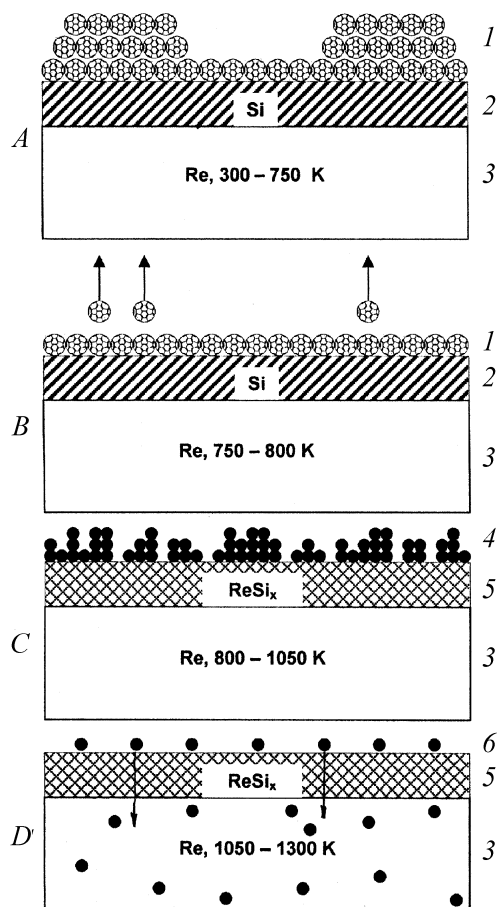 1
Si
2
A
Re, 300 – 750 K
3
1
Si
2
B
Re, 750 – 800 K
3
4
ReSiₓ
5
C
Re, 800 – 1050 K
3
6
ReSiₓ
5
D'
Re, 1050 – 1300 K
3